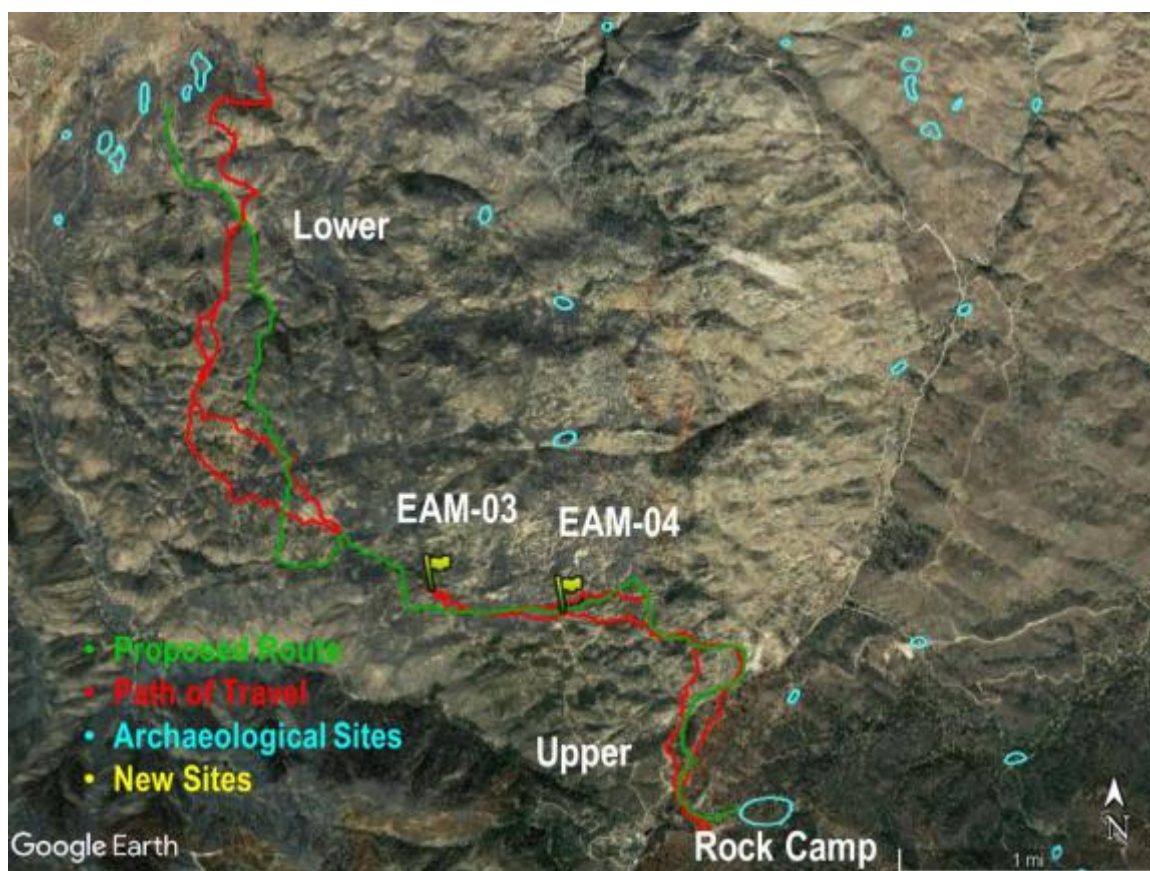 Lower
EAM-03
EAM-04
• Proposed Route
• Path of Travel
• Archaeological Sites
• New Sites
Upper
Rock Camp
N
Google Earth
1 mi